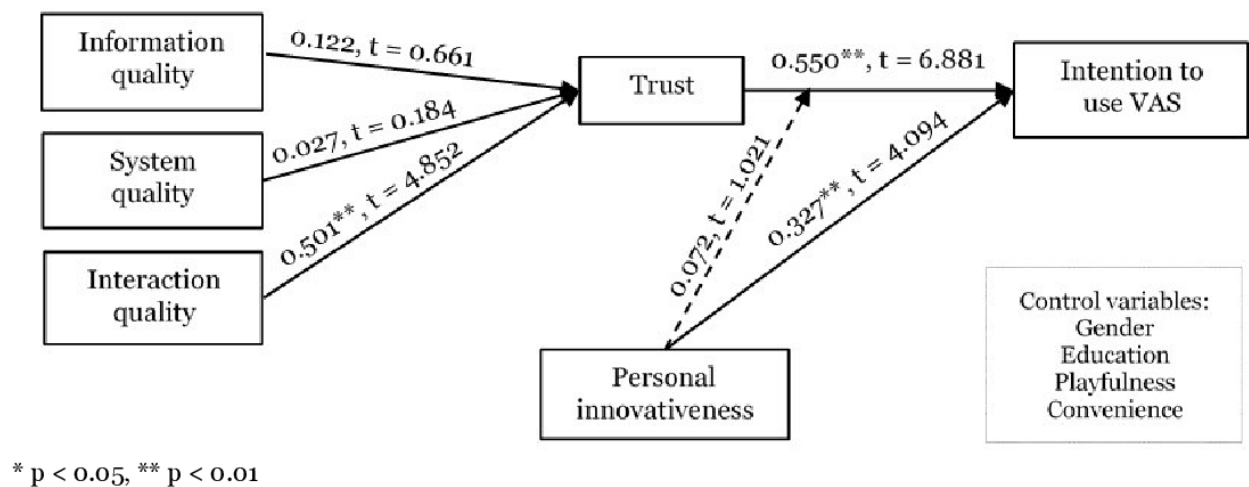 Information
quality
0.122, t = 0.661
System
quality
0.027, t = 0.184
Interaction
quality
0.501**, t = 4.852
Trust
0.550**, t = 6.881
Intention to
use VAS
0.072, t = 1.021
0.327**, t = 4.094
Personal
innovativeness
Control variables:
Gender
Education
Playfulness
Convenience
* p < 0.05, ** p < 0.01